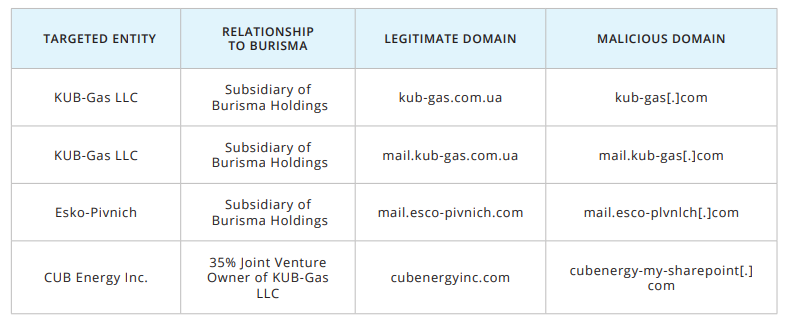 TARGETED ENTITY
RELATIONSHIP
TO BURISMA
LEGITIMATE DOMAIN
MALICIOUS DOMAIN
KUB-Gas LLC
Subsidiary of
Burisma Holdings
kub-gas.com.ua
kub-gas[.]com
KUB-Gas LLC
Subsidiary of
Burisma Holdings
mail.kub-gas.com.ua
mail.kub-gas[.]com
Esko-Pivnich
Subsidiary of
Burisma Holdings
mail.esco-pivnich.com
mail.esco-plvnlch[.]com
CUB Energy Inc.
35% Joint Venture
Owner of KUB-Gas
LLC
cubenergyinc.com
cubenergy-my-sharepoint[.]
com